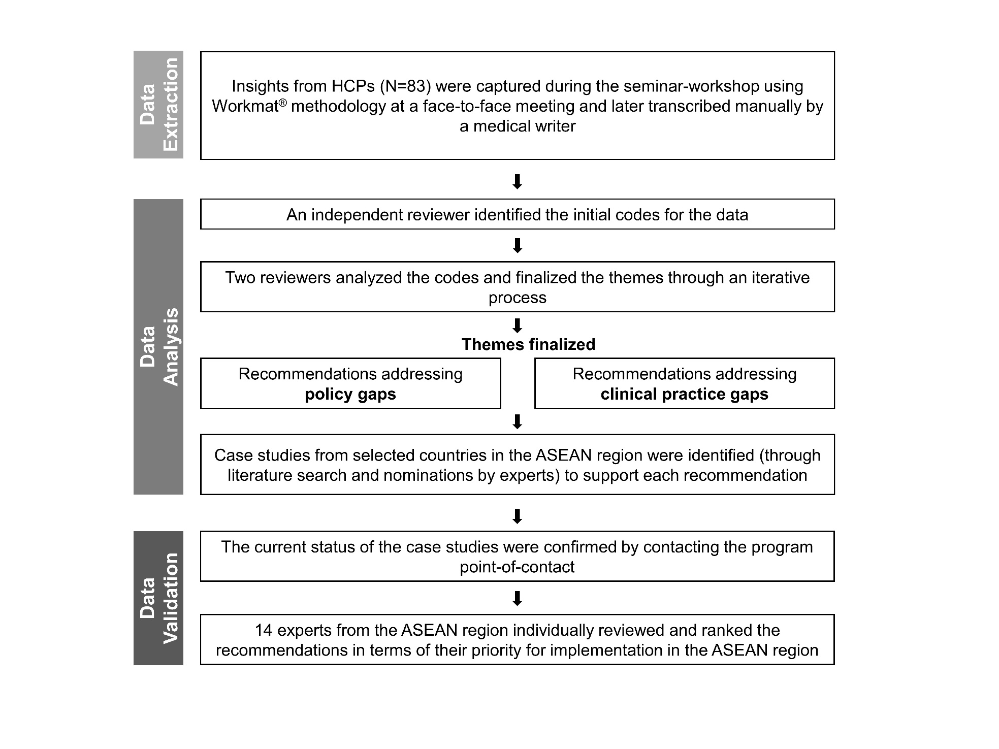 Data
Extraction
Insights from HCPs (N=83) were captured during the seminar-workshop using
Workmat® methodology at a face-to-face meeting and later transcribed manually by
a medical writer
Data
Analysis
An independent reviewer identified the initial codes for the data
Two reviewers analyzed the codes and finalized the themes through an iterative
process
Themes finalized
Recommendations addressing
policy gaps
Recommendations addressing
clinical practice gaps
Case studies from selected countries in the ASEAN region were identified (through
literature search and nominations by experts) to support each recommendation
Data
Validation
The current status of the case studies were confirmed by contacting the program
point-of-contact
14 experts from the ASEAN region individually reviewed and ranked the
recommendations in terms of their priority for implementation in the ASEAN region